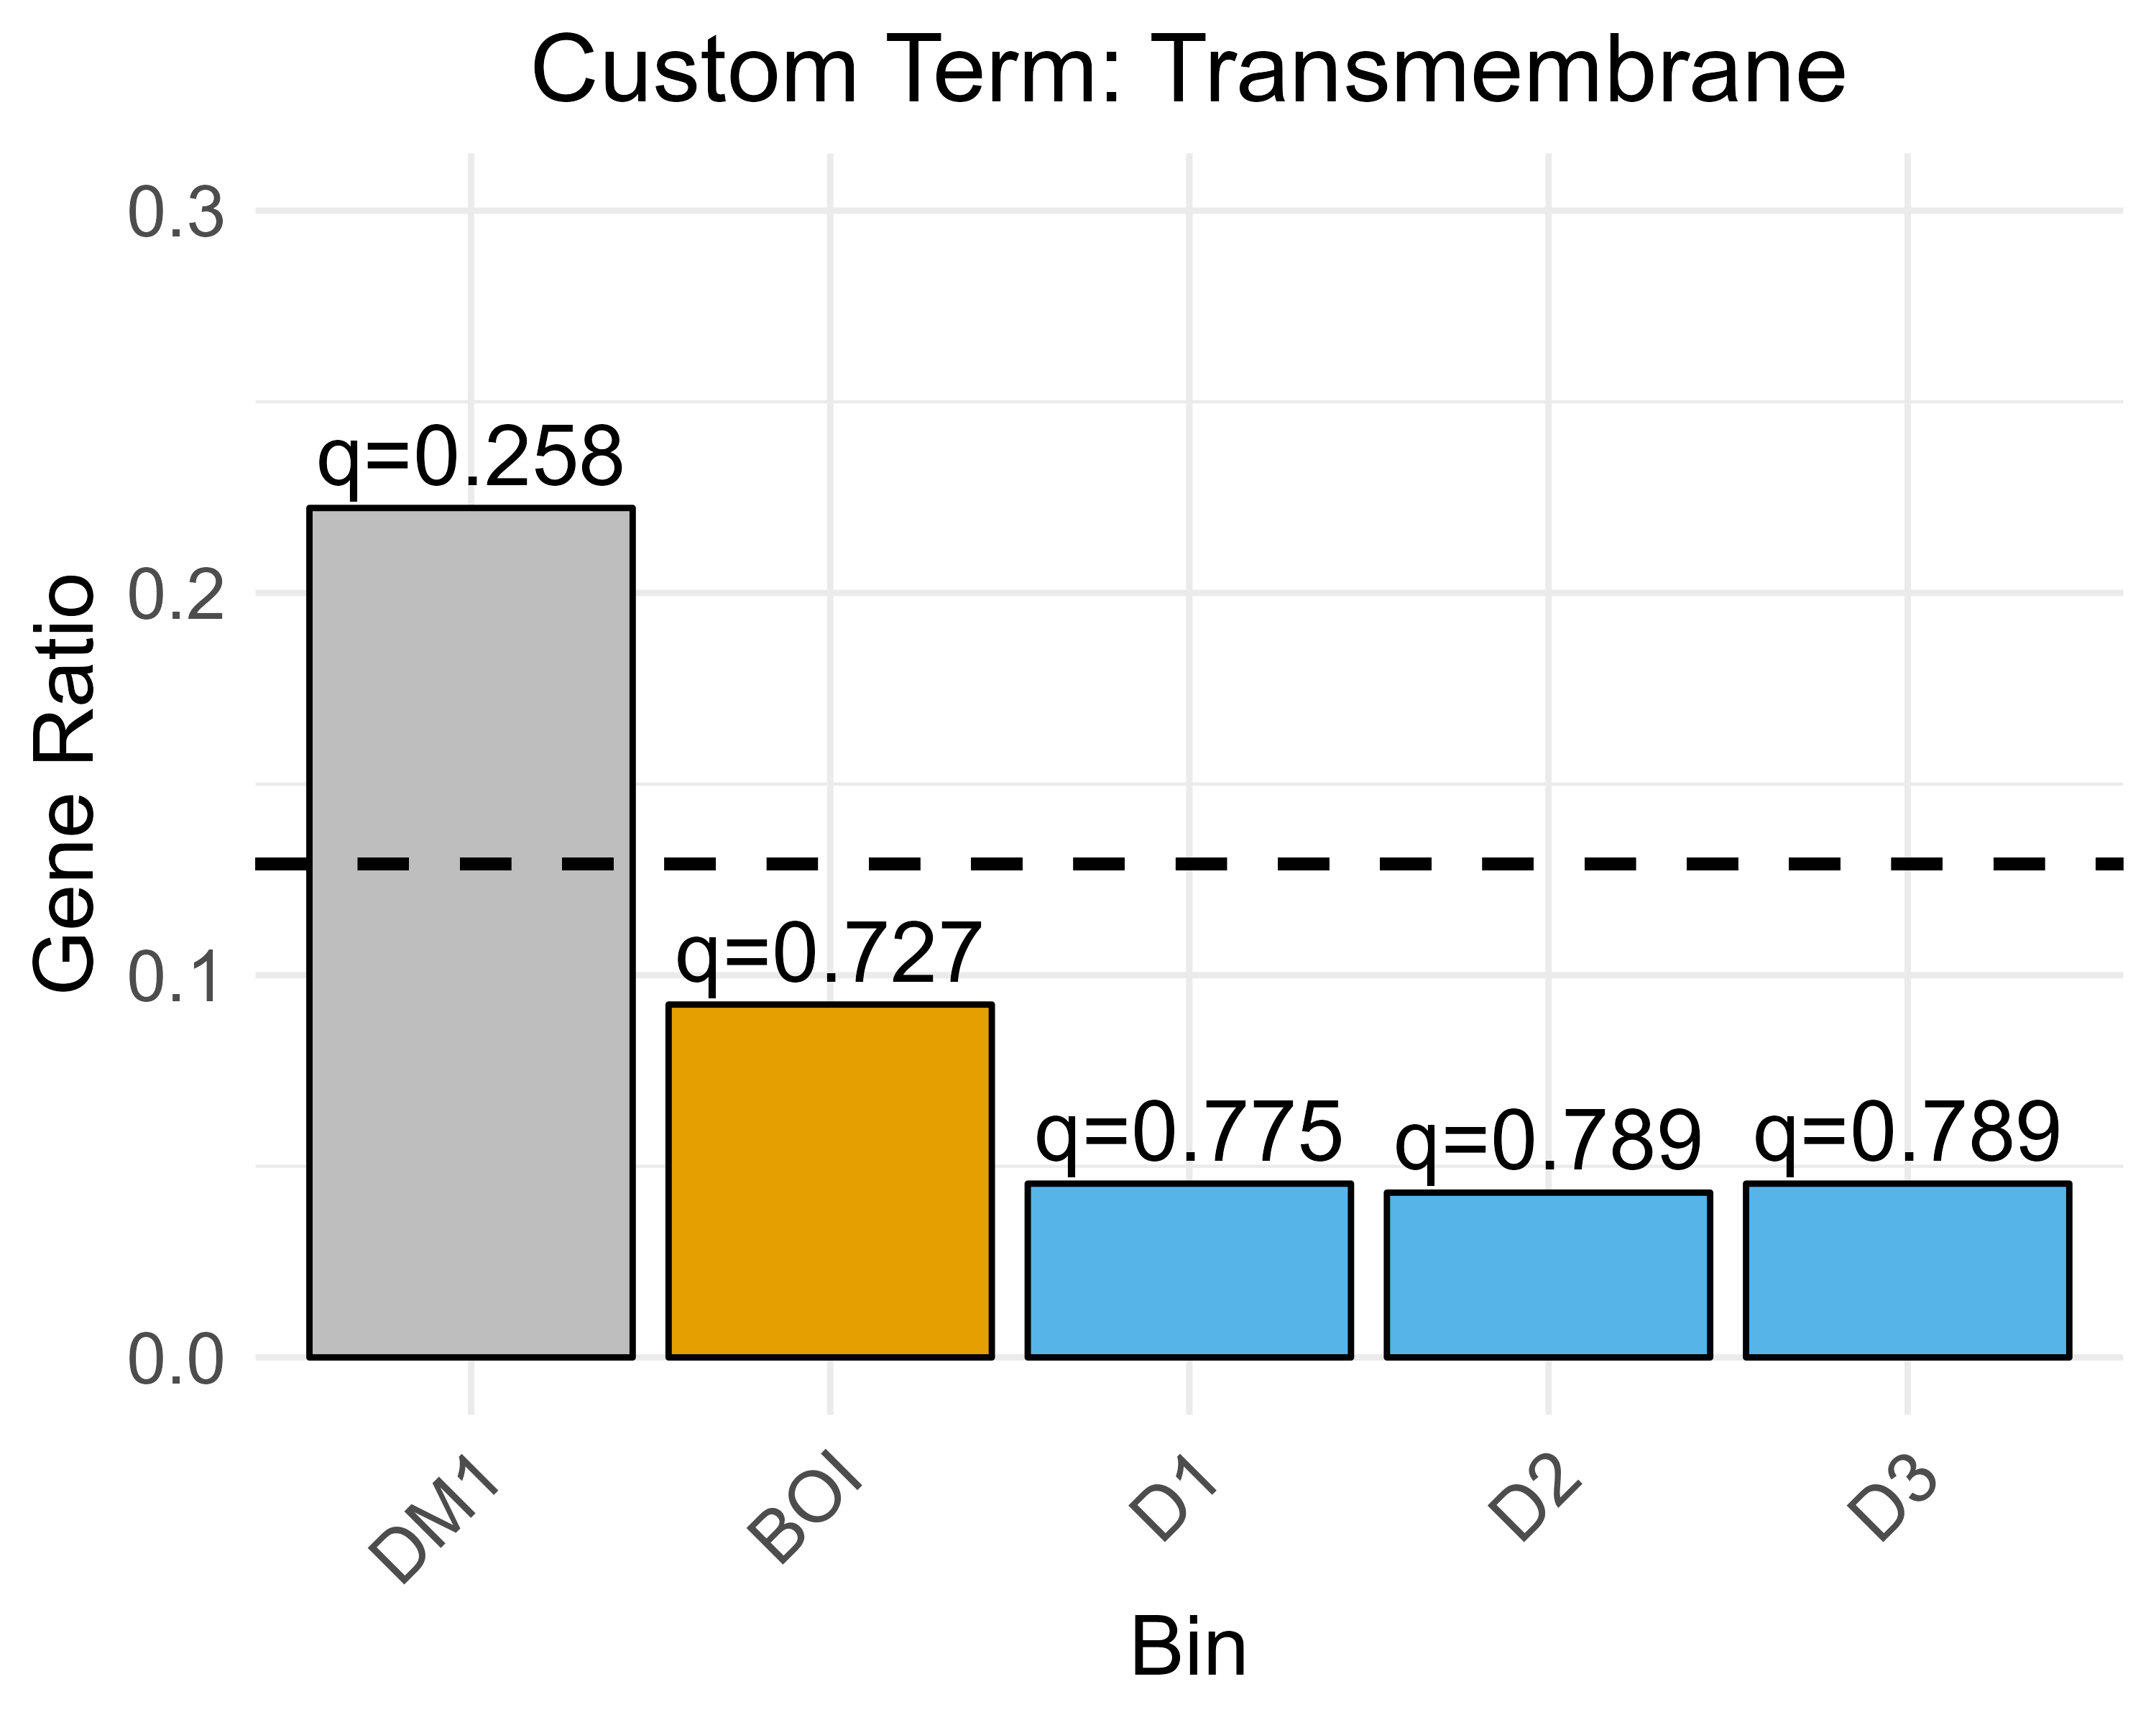 Custom Term: Transmembrane
Gene Ratio
0.3
0.2
0.1
0.0
q=0.258
q=0.727
q=0.775
q=0.789
q=0.789
DM1
BOI
D1
D2
D3
Bin